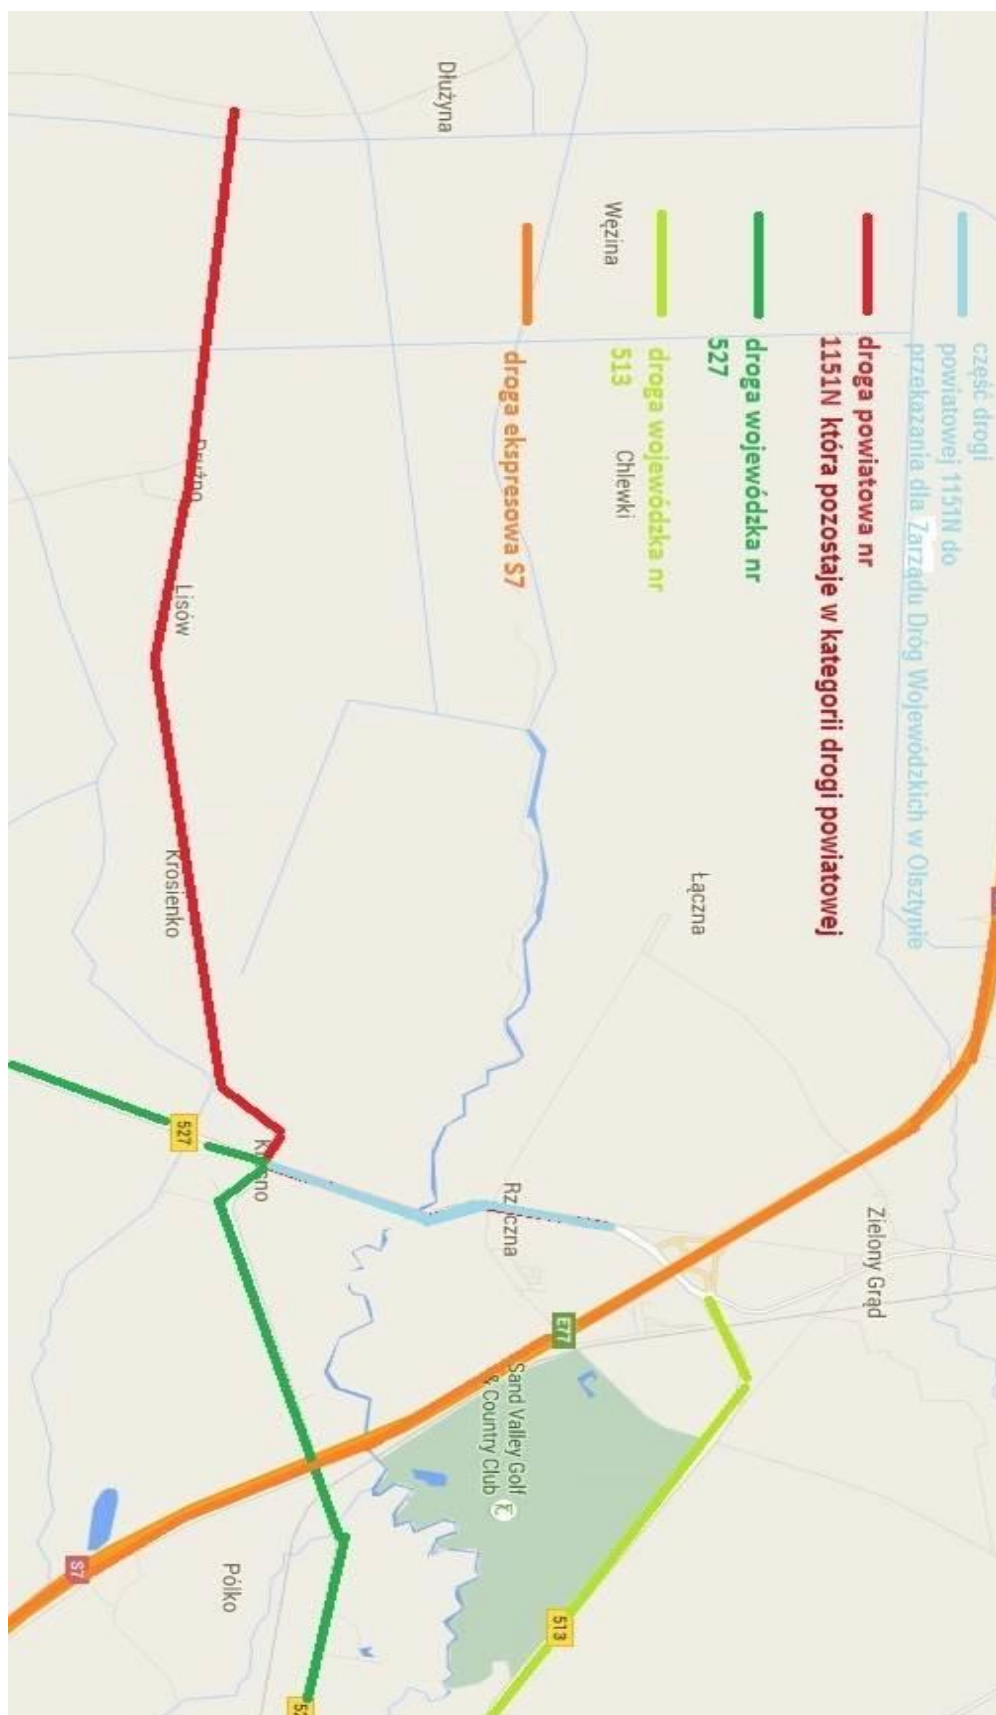 część drogi
powiatowej 1151N do
przekazania dla Zarządu Dróg Wojewódzkich w Olsztynie
droga powiatowa nr
1151N która pozostaje w kategorii drogi powiatowej
droga wojewódzka nr
527
droga wojewódzka nr
513
droga ekspresowa S7
Zielony Grąd
Łączna
Węzina
Chlewki
E77
513
Sand Valley Golf
& Country Club
Dłużyna
Drużno
Lisów
Krosienko
527
Pólko
S7